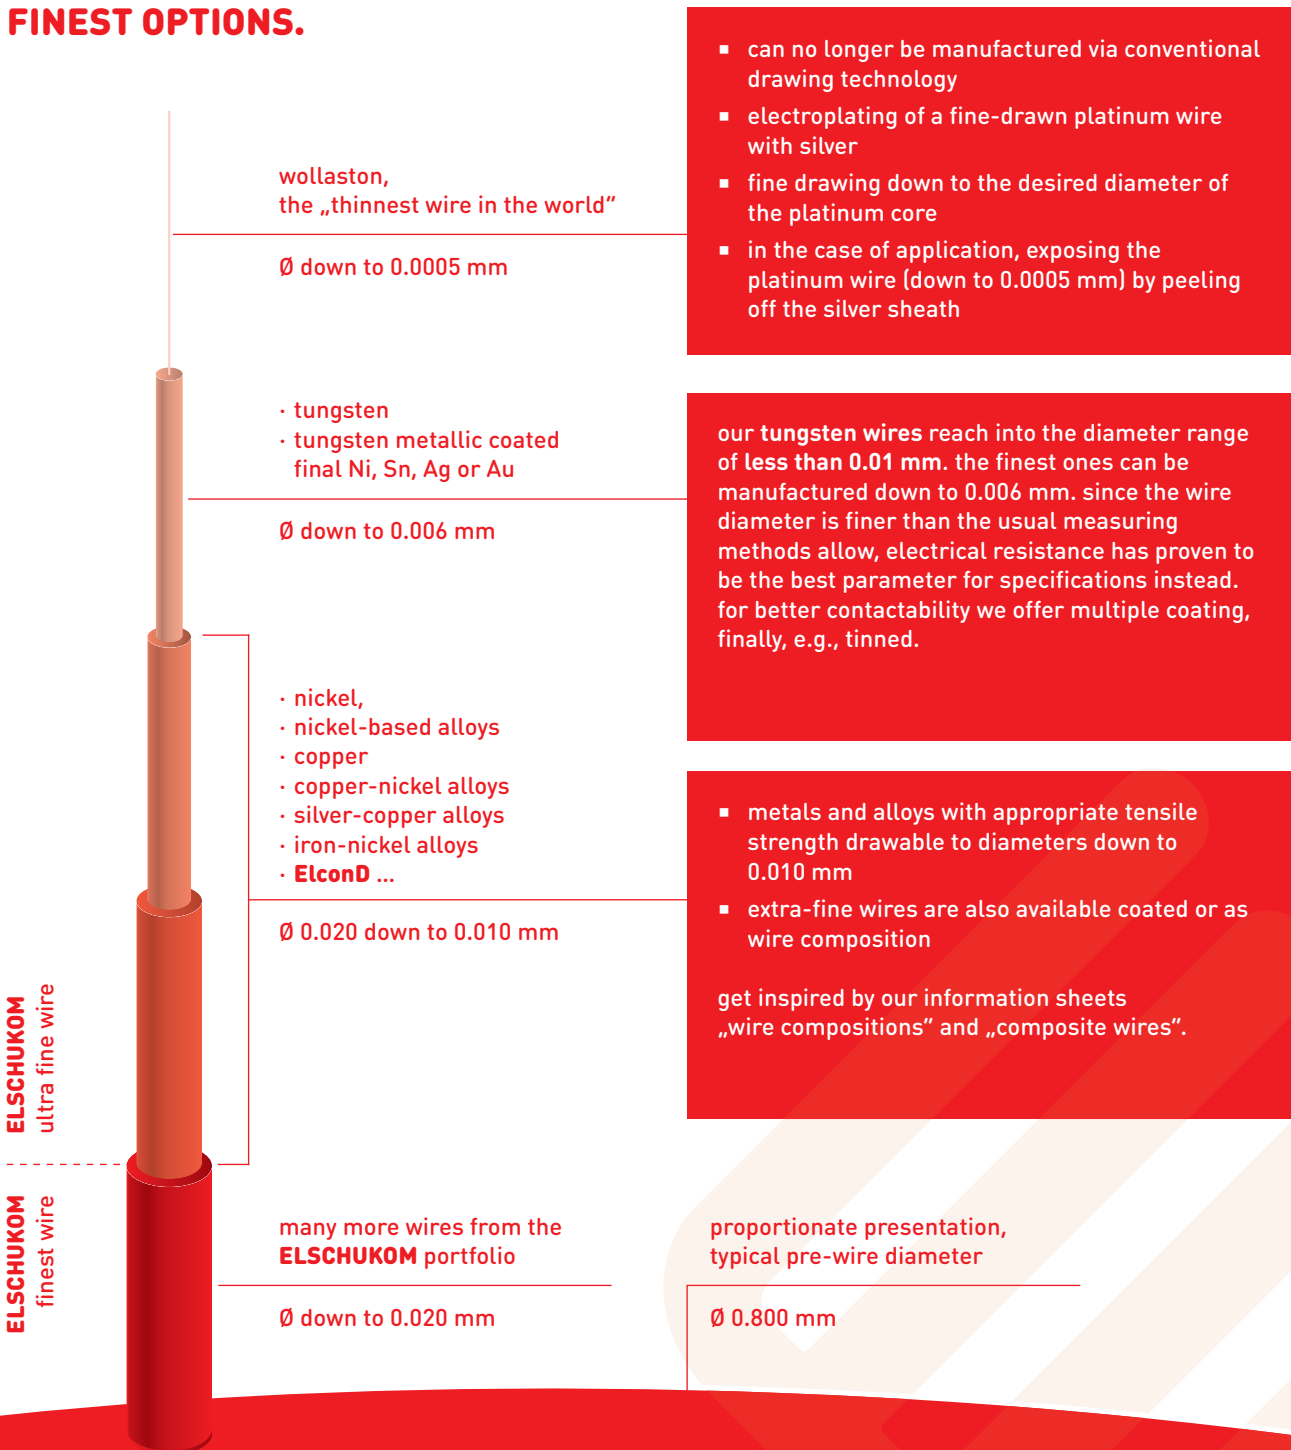 FINEST OPTIONS.
wollaston,
the „thinnest wire in the world“
Ø down to 0.0005 mm
▪ can no longer be manufactured via conventional
drawing technology
▪ electroplating of a fine-drawn platinum wire
with silver
▪ fine drawing down to the desired diameter of
the platinum core
▪ in the case of application, exposing the
platinum wire (down to 0.0005 mm) by peeling
off the silver sheath
· tungsten
· tungsten metallic coated
final Ni, Sn, Ag or Au
Ø down to 0.006 mm
our tungsten wires reach into the diameter range
of less than 0.01 mm. the finest ones can be
manufactured down to 0.006 mm. since the wire
diameter is finer than the usual measuring
methods allow, electrical resistance has proven to
be the best parameter for specifications instead.
for better contactability we offer multiple coating,
finally, e.g., tinned.
· nickel,
· nickel-based alloys
· copper
· copper-nickel alloys
· silver-copper alloys
· iron-nickel alloys
· ElconD ...
Ø 0.020 down to 0.010 mm
▪ metals and alloys with appropriate tensile
strength drawable to diameters down to
0.010 mm
▪ extra-fine wires are also available coated or as
wire composition
get inspired by our information sheets
„wire compositions“ and „composite wires“.
ELSCHUKOM
ultra fine wire
ELSCHUKOM
finest wire
many more wires from the
ELSCHUKOM portfolio
Ø down to 0.020 mm
proportionate presentation,
typical pre-wire diameter
Ø 0.800 mm